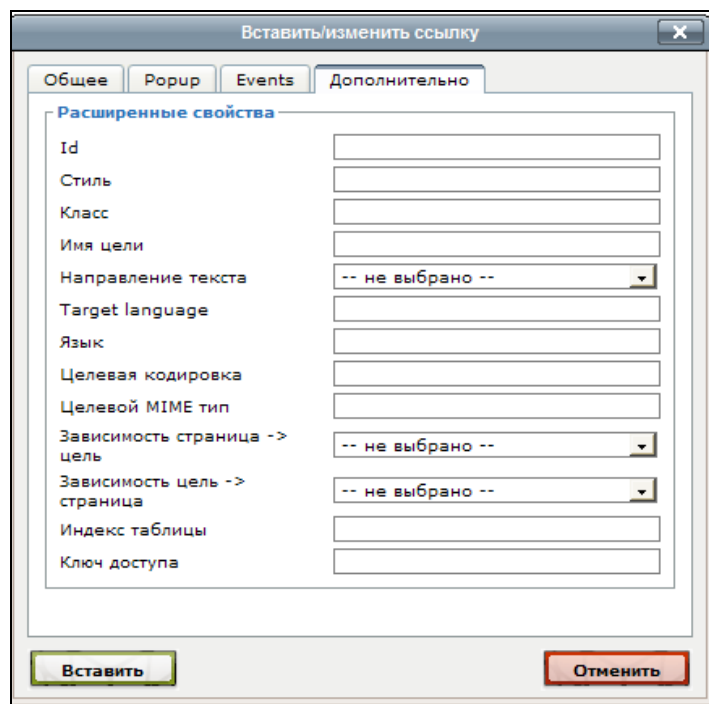 Вставить/изменить ссылку
Общее Popup Events Дополнительно
Расширенные свойства
Id
Стиль
Класс
Имя цели
Направление текста -- не выбрано --
Target language
Язык
Целевая кодировка
Целевой MIME тип
Зависимость страница ->
цель -- не выбрано --
Зависимость цель ->
страница -- не выбрано --
Индекс таблицы
Ключ доступа
Вставить Отменить